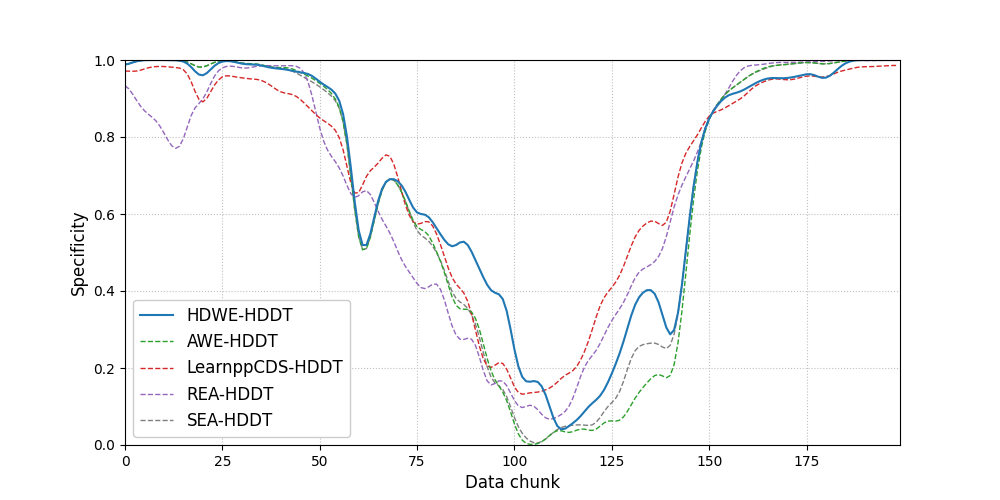 1.0
0.8
0.6
0.4
0.2
0.0
Specificity
HDWE-HDDT
AWE-HDDT
LearnppCDS-HDDT
REA-HDDT
SEA-HDDT
0 25 50 75 100 125 150 175
Data chunk